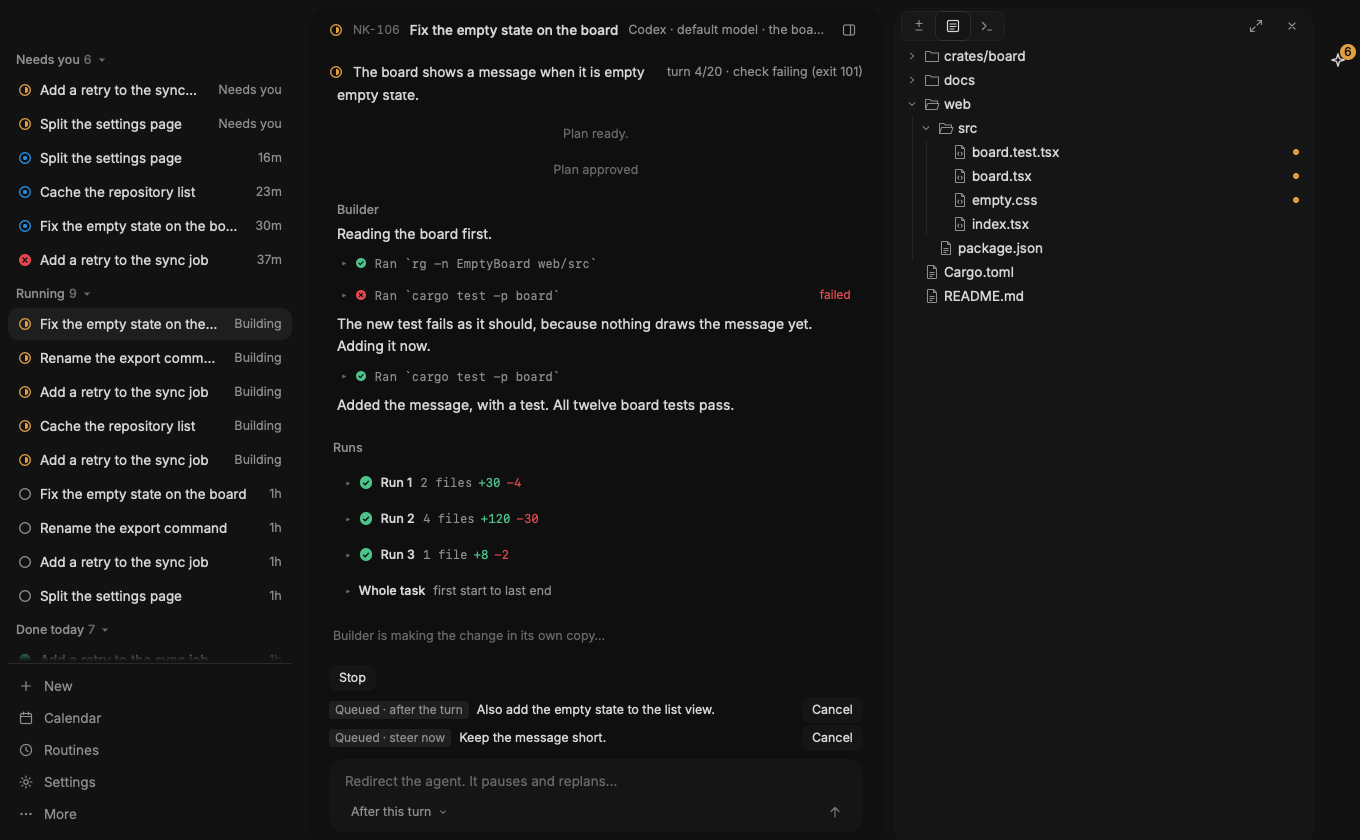 Needs you 6
Add a retry to the sync... Needs you
Split the settings page Needs you
Split the settings page 16m
Cache the repository list 23m
Fix the empty state on the bo... 30m
Add a retry to the sync job 37m
Running 9
Fix the empty state on the... Building
Rename the export comm... Building
Add a retry to the sync job Building
Cache the repository list Building
Add a retry to the sync job Building
Fix the empty state on the board 1h
Rename the export command 1h
Add a retry to the sync job 1h
Split the settings page 1h
Done today 7
Add a retry to the sync job 1h
New
Calendar
Routines
Settings
More
NK-106 Fix the empty state on the board Codex · default model · the boa...
The board shows a message when it is empty turn 4/20 · check failing (exit 101)
empty state.
Plan ready.
Plan approved
Builder
Reading the board first.
Ran `rg -n EmptyBoard web/src`
Ran `cargo test -p board` failed
The new test fails as it should, because nothing draws the message yet.
Adding it now.
Ran `cargo test -p board`
Added the message, with a test. All twelve board tests pass.
Runs
Run 1 2 files +30 −4
Run 2 4 files +120 −30
Run 3 1 file +8 −2
Whole task first start to last end
Builder is making the change in its own copy...
Stop
Queued · after the turn Also add the empty state to the list view. Cancel
Queued · steer now Keep the message short. Cancel
Redirect the agent. It pauses and replans...
After this turn
crates/board
docs
web
src
board.test.tsx
board.tsx
empty.css
index.tsx
package.json
Cargo.toml
README.md
6